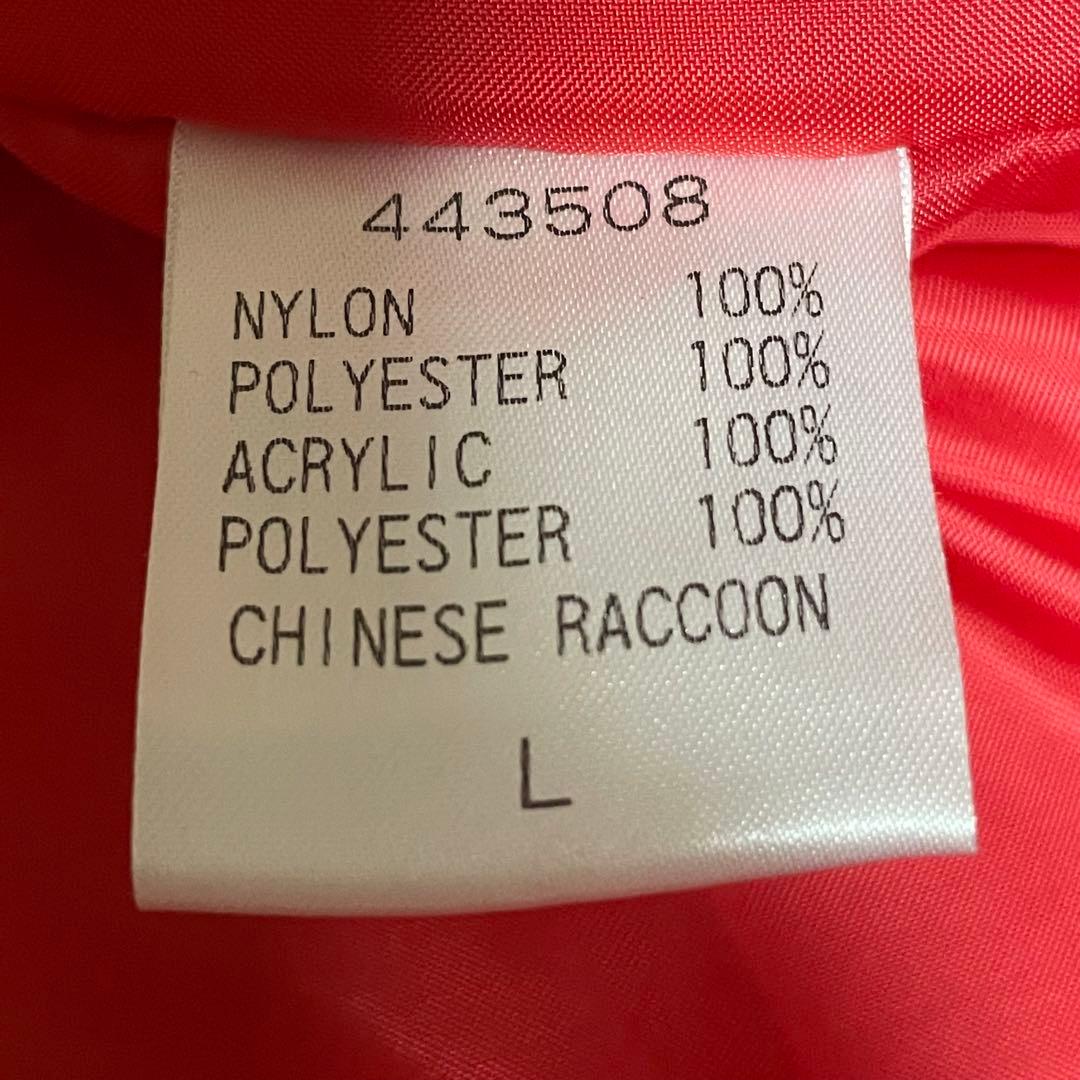 443508
NYLON 100%
POLYESTER 100%
ACRYLIC 100%
POLYESTER 100%
CHINESE RACCOON
L